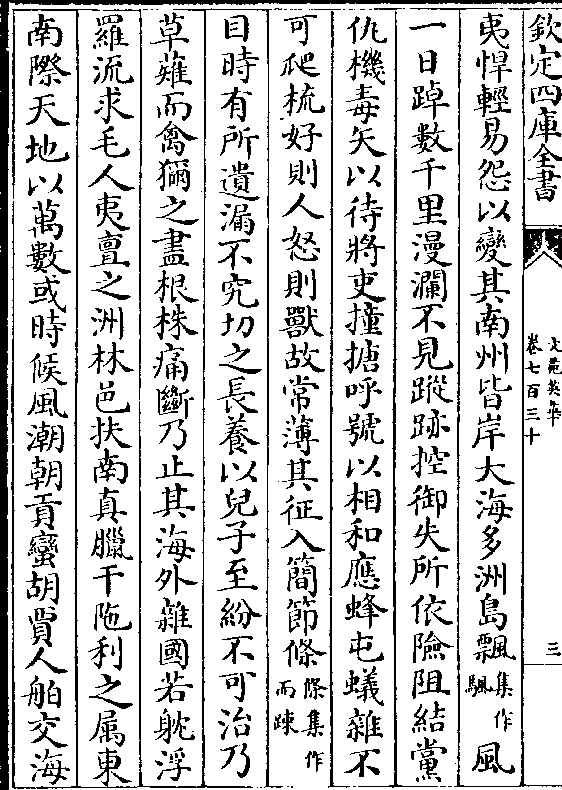 欽定四庫全書
文苑英華
卷七百三十
三
夷悍輕易怨以變其南州皆岸大海多洲島飄集作颿風
一日踔數千里漫瀾不見蹤跡控御失所依險阻結黨
仇機毒矢以待將吏撞搪呼號以相和應蜂屯蟻雜不
可爬梳好則人怒則獸故常薄其征入簡節條條集作而踈
目時有所遺漏不究切之長養以兒子至紛不可治乃
草薙而禽獮之盡根株痛斷乃止其海外雜國若躭浮
羅流求毛人夷亶之洲林邑扶南真臘干陁利之属東
南際天地以萬數或時候風潮朝貢蠻胡賈人舶交海